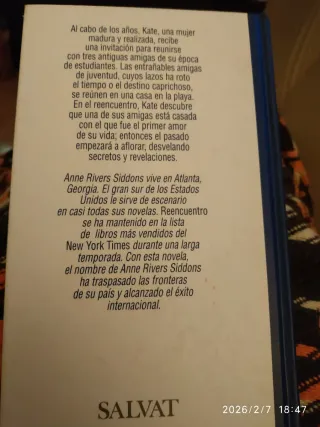 Al cabo de los años, Kate, una mujer
madura y realizada, recibe
una invitación para reunirse
con tres antiguas amigas de su época
de estudiantes. Las entrañables amigas
de juventud, cuyos lazos ha roto
el tiempo o el destino caprichoso,
se reúnen en una casa en la playa.
En el reencuentro, Kate descubre
que una de sus amigas está casada
con el que fue el primer amor
de su vida; entonces el pasado
empezará a aflorar, desvelando
secretos y revelaciones.
Anne Rivers Siddons vive en Atlanta,
Georgia. El gran sur de los Estados
Unidos le sirve de escenario
en casi todas sus novelas. Reencuentro
se ha mantenido en la lista
de libros más vendidos del
New York Times durante una larga
temporada. Con esta novela,
el nombre de Anne Rivers Siddons
ha traspasado las fronteras
de su país y alcanzado el éxito
internacional.
SALVAT
2026/2/7 18:47